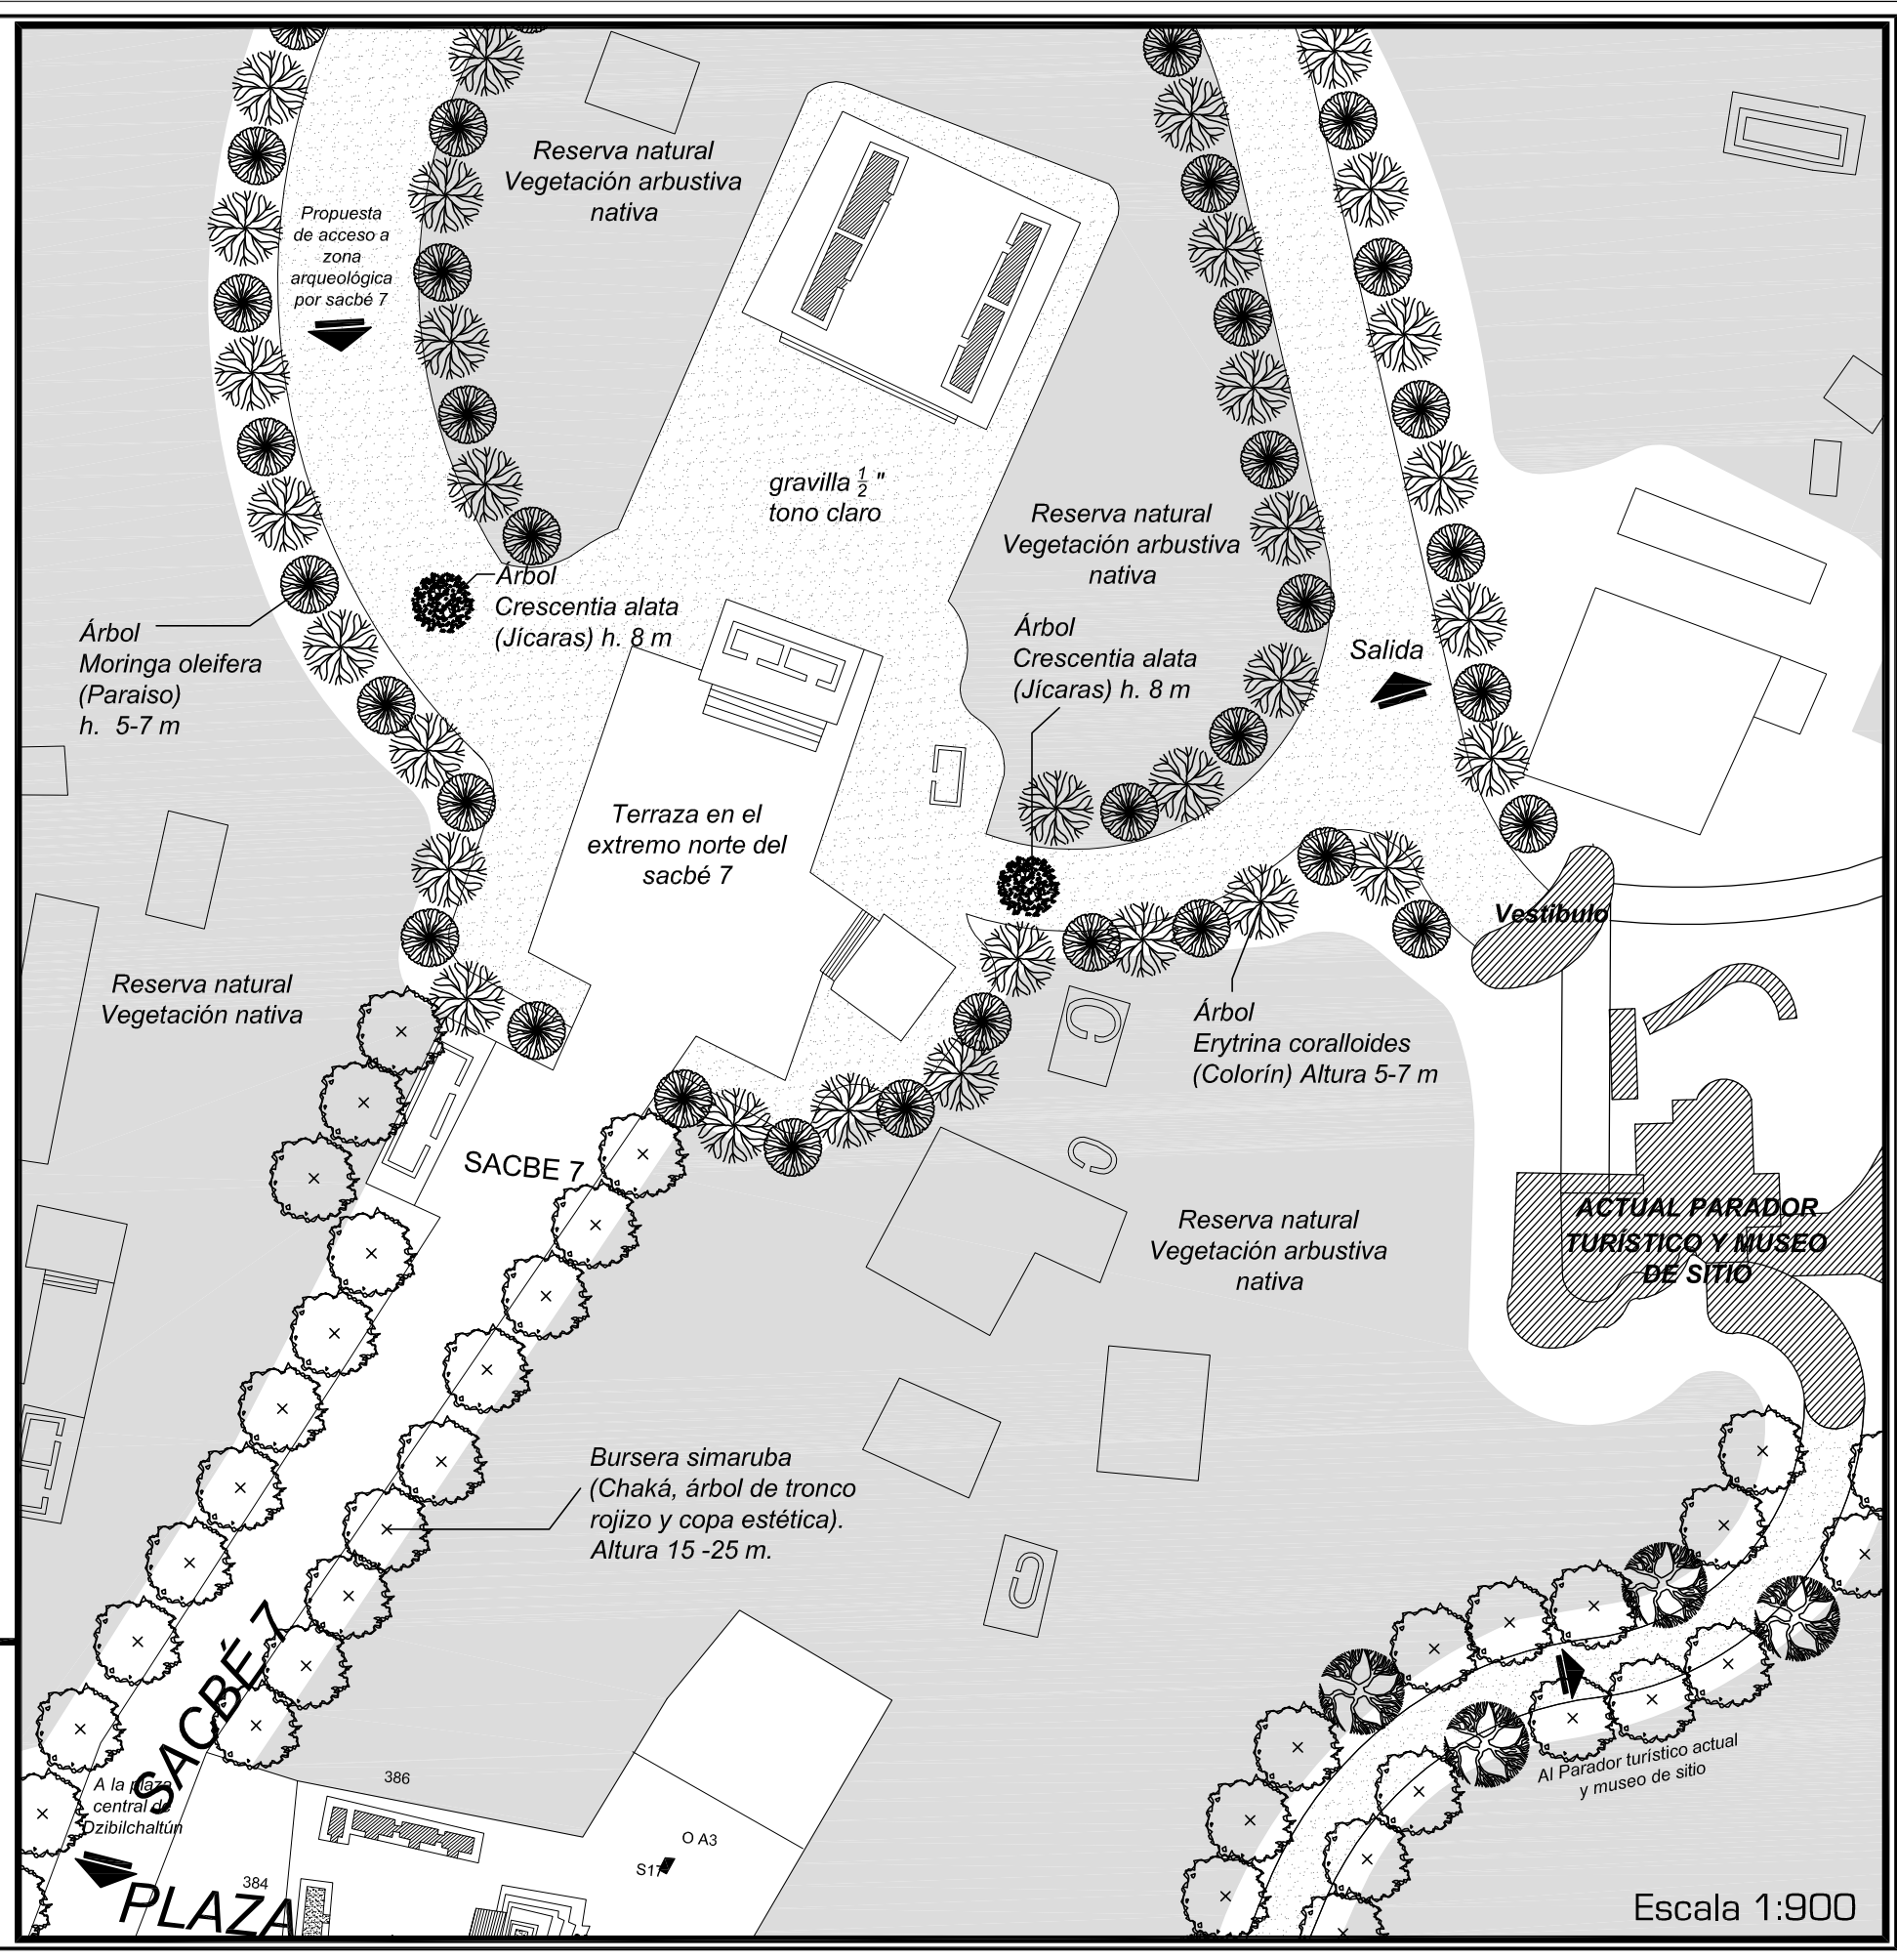 Reserva natural
Vegetación arbustiva
nativa
Propuesta
de acceso a
zona
arqueológica
por sacbé 7
gravilla 1/2 "
tono claro
Reserva natural
Vegetación arbustiva
nativa
Árbol
Crescentia alata
(Jícaras) h. 8 m
Árbol
Moringa oleifera
(Paraiso)
h. 5-7 m
Árbol
Crescentia alata
(Jícaras) h. 8 m
Salida
Terraza en el
extremo norte del
sacbé 7
Vestibulo
Reserva natural
Vegetación nativa
Árbol
Erytrina coralloides
(Colorín) Altura 5-7 m
SACBE 7
Reserva natural
Vegetación arbustiva
nativa
ACTUAL PARADOR
TURÍSTICO Y MUSEO
DE SITIO
Bursera simaruba
(Chaká, árbol de tronco
rojizo y copa estética).
Altura 15 -25 m.
SACBÉ 7
Al Parador turístico actual
y museo de sitio
386
A la plaza
central de
Dzibilchaltún
O A3
S17
384
PLAZA
Escala 1:900